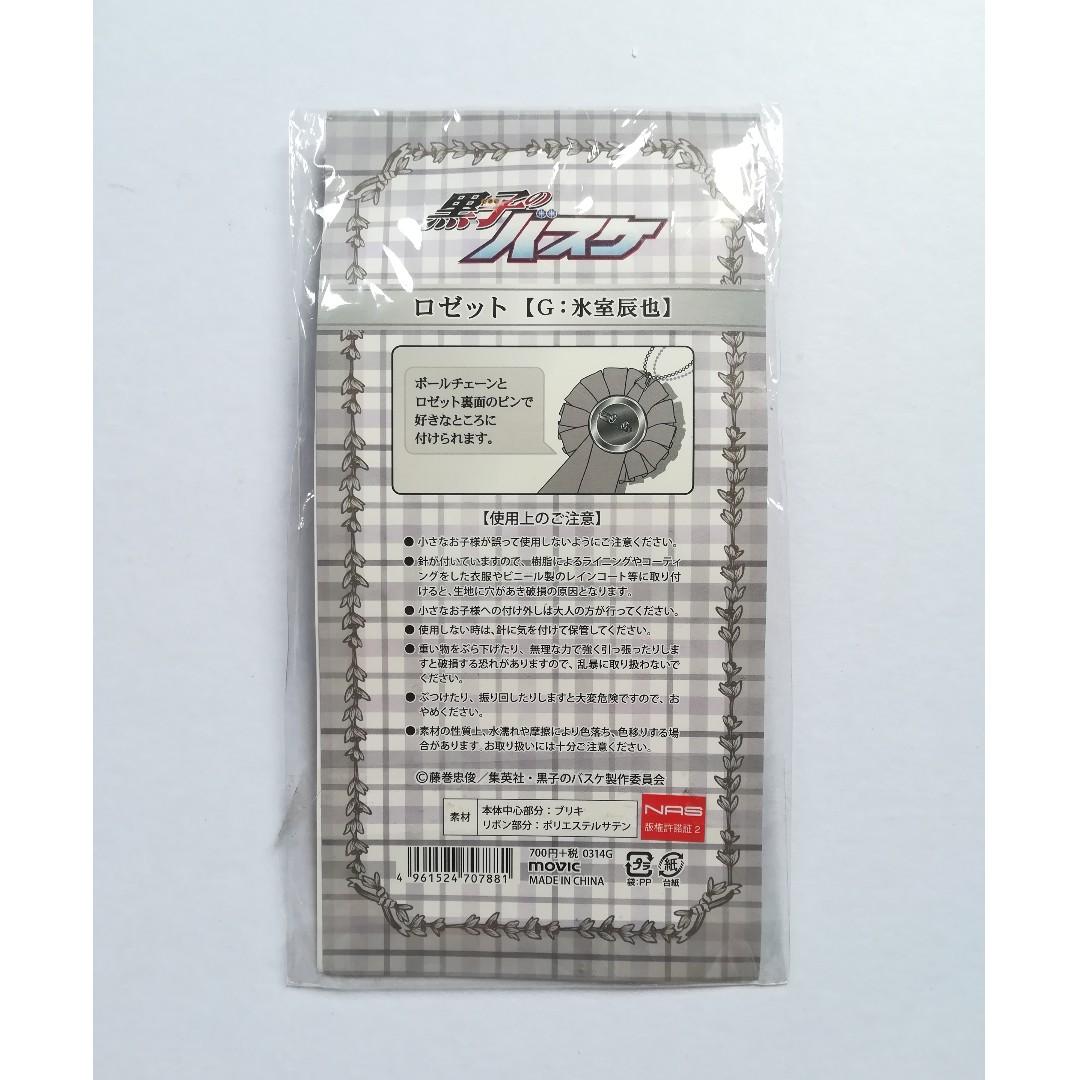 黒子の
バスケ
ロゼット【G：氷室辰也】
ボールチェーンと
ロゼット裏面のピンで
好きなところに
付けられます。
【使用上のご注意】
●小さなお子様が誤って使用しないようにご注意ください。
●針が付いていますので、樹脂によるライニングやコーティ
ングをした衣服やビニール製のレインコート等に取り付
けると、生地に穴があき破損の原因となります。
●小さなお子様への付け外しは大人の方が行ってください。
●使用しない時は、針に気を付けて保管してください。
●重い物をぶら下げたり、無理な力で強く引っ張ったりしま
すと破損する恐れがありますので、乱暴に取り扱わないで
ください。
●ぶつけたり、振り回したりしますと大変危険ですので、お
やめください。
●素材の性質上、水濡れや摩擦により色落ち、色移りする場
合があります。お取り扱いには十分ご注意ください。
©藤巻忠俊／集英社・黒子のバスケ製作委員会
素材
本体中心部分：ブリキ
リボン部分：ポリエステルサテン
NAS
版権許諾証2
4 961524 707881
700円+税 0314G
movic
MADE IN CHINA
プラ
袋:PP
紙
台紙